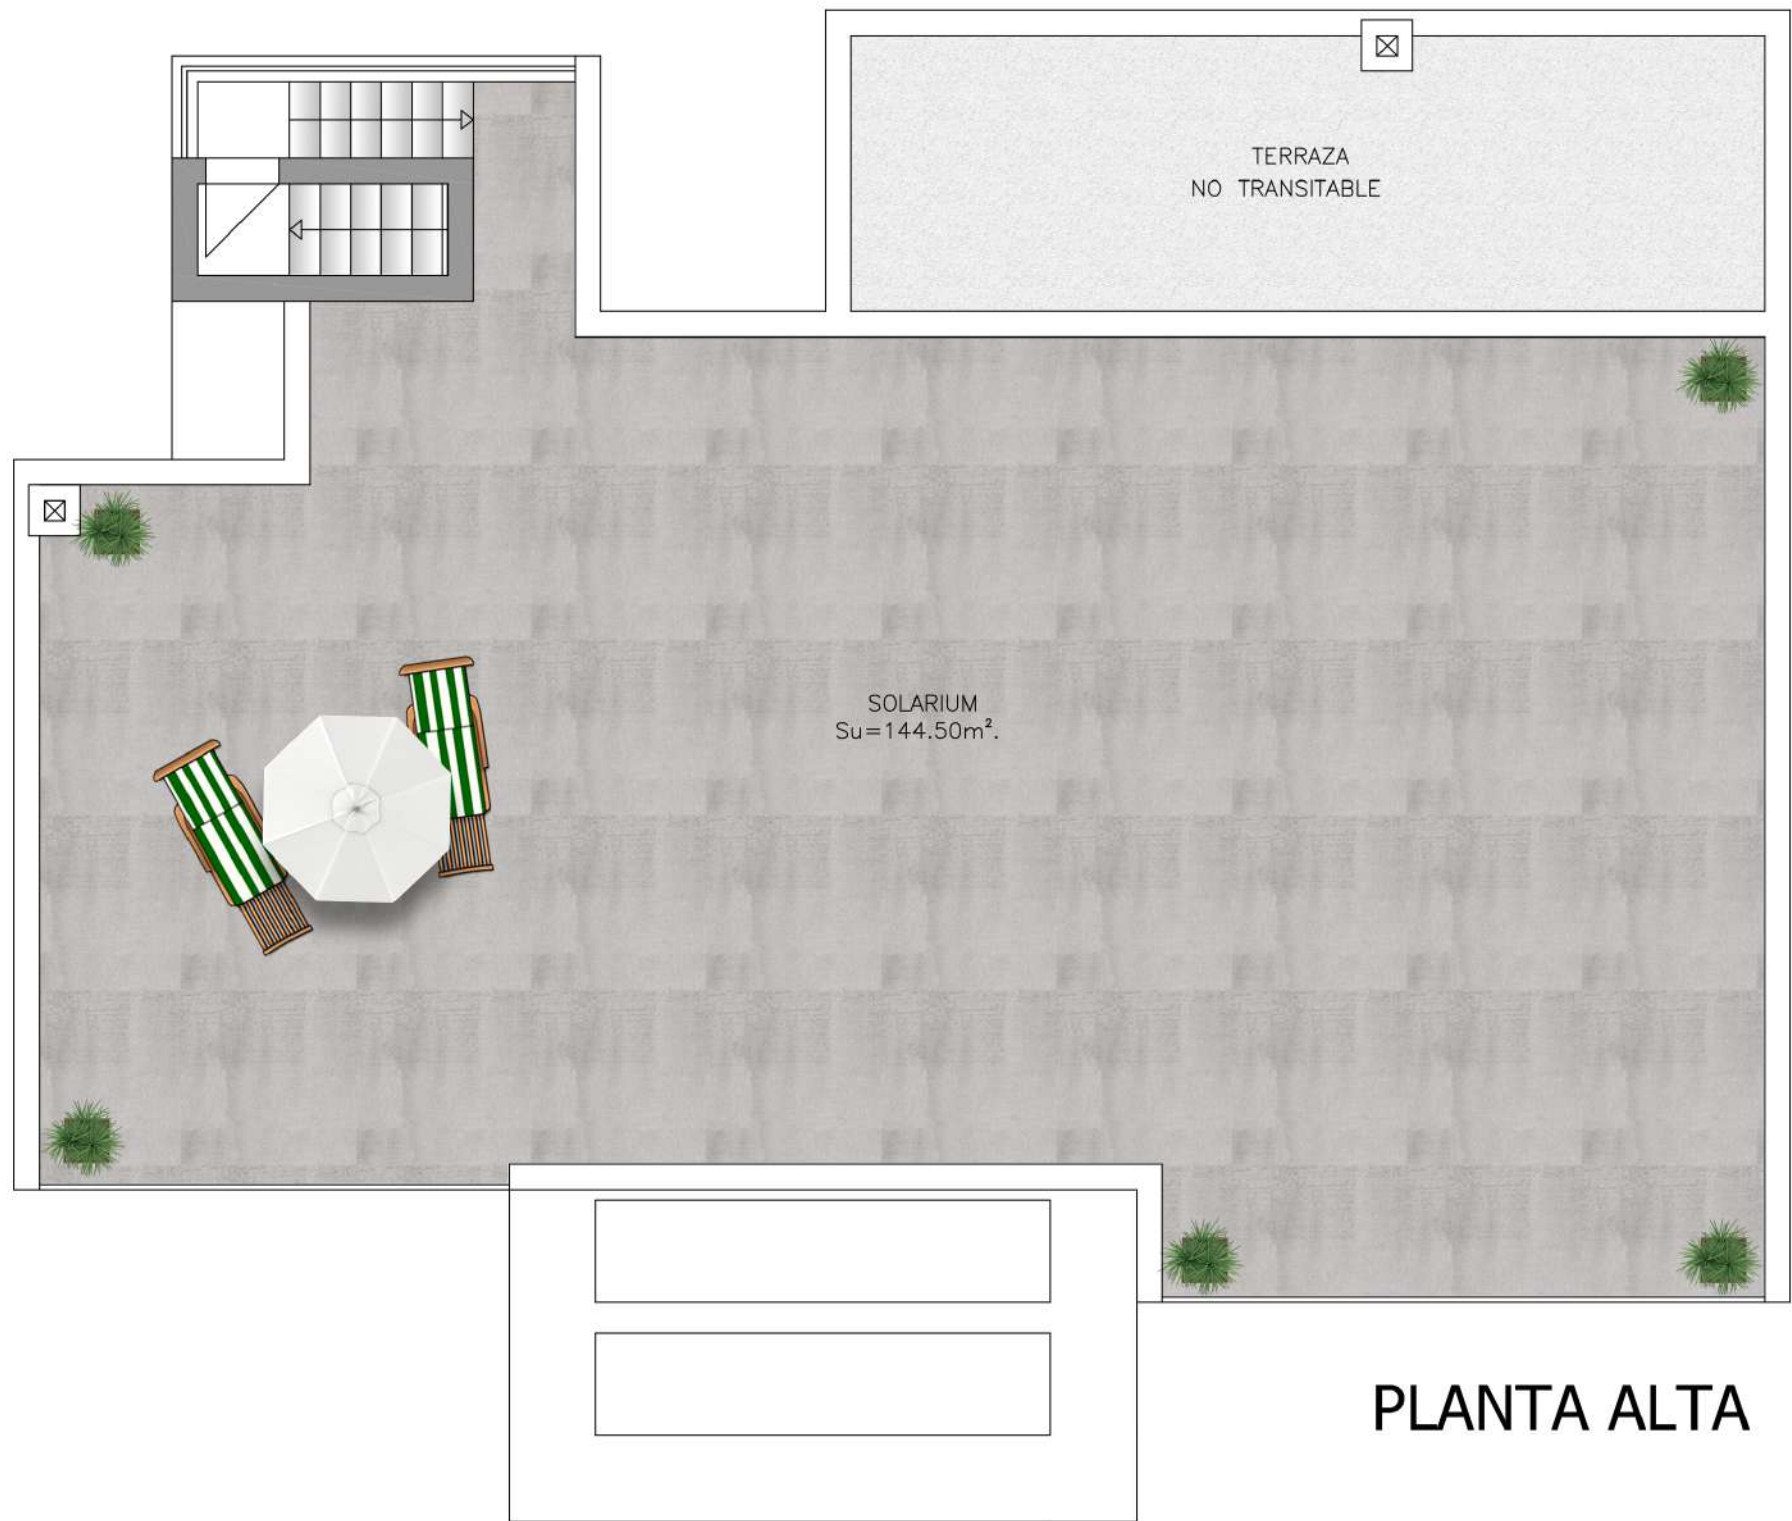 TERRAZA
NO TRANSITABLE
SOLARIUM
Su=144.50m².
PLANTA ALTA